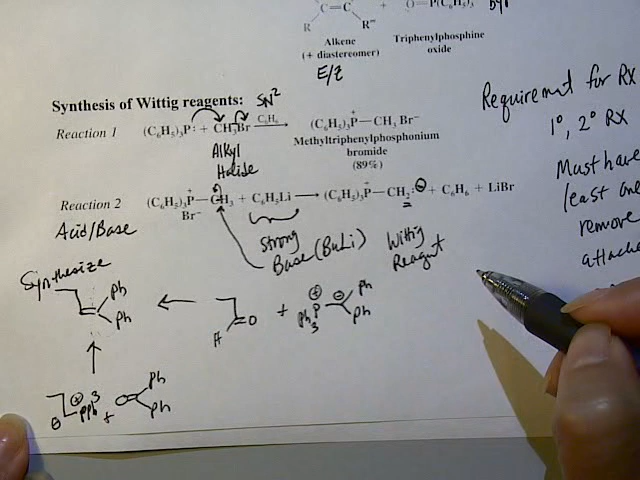 C=C + O—P(C6H5)3 byp
R R'''
Alkene Triphenylphosphine
(+ diastereomer) oxide
E/Z
Synthesis of Wittig reagents: SN2
Reaction 1 (C6H5)3P: + CH3Br C6H6 (C6H5)3P+—CH3 Br−
Alkyl Halide
Methyltriphenylphosphonium
bromide
(89%)
Reaction 2 (C6H5)3P+—CH3 + C6H5Li (C6H5)3P+—CH2:⊖ + C6H6 + LiBr
Br−
Acid/Base
Strong
Base (BuLi)
Wittig
Reagent
Requirement for RX
1°, 2° RX
Must have
least one
remove
attache
Synthesize
Ph
Ph
H O + Ph3P ⊕ ⊖ Ph
Ph
⊖ ⊕ PPh3 + O Ph
Ph